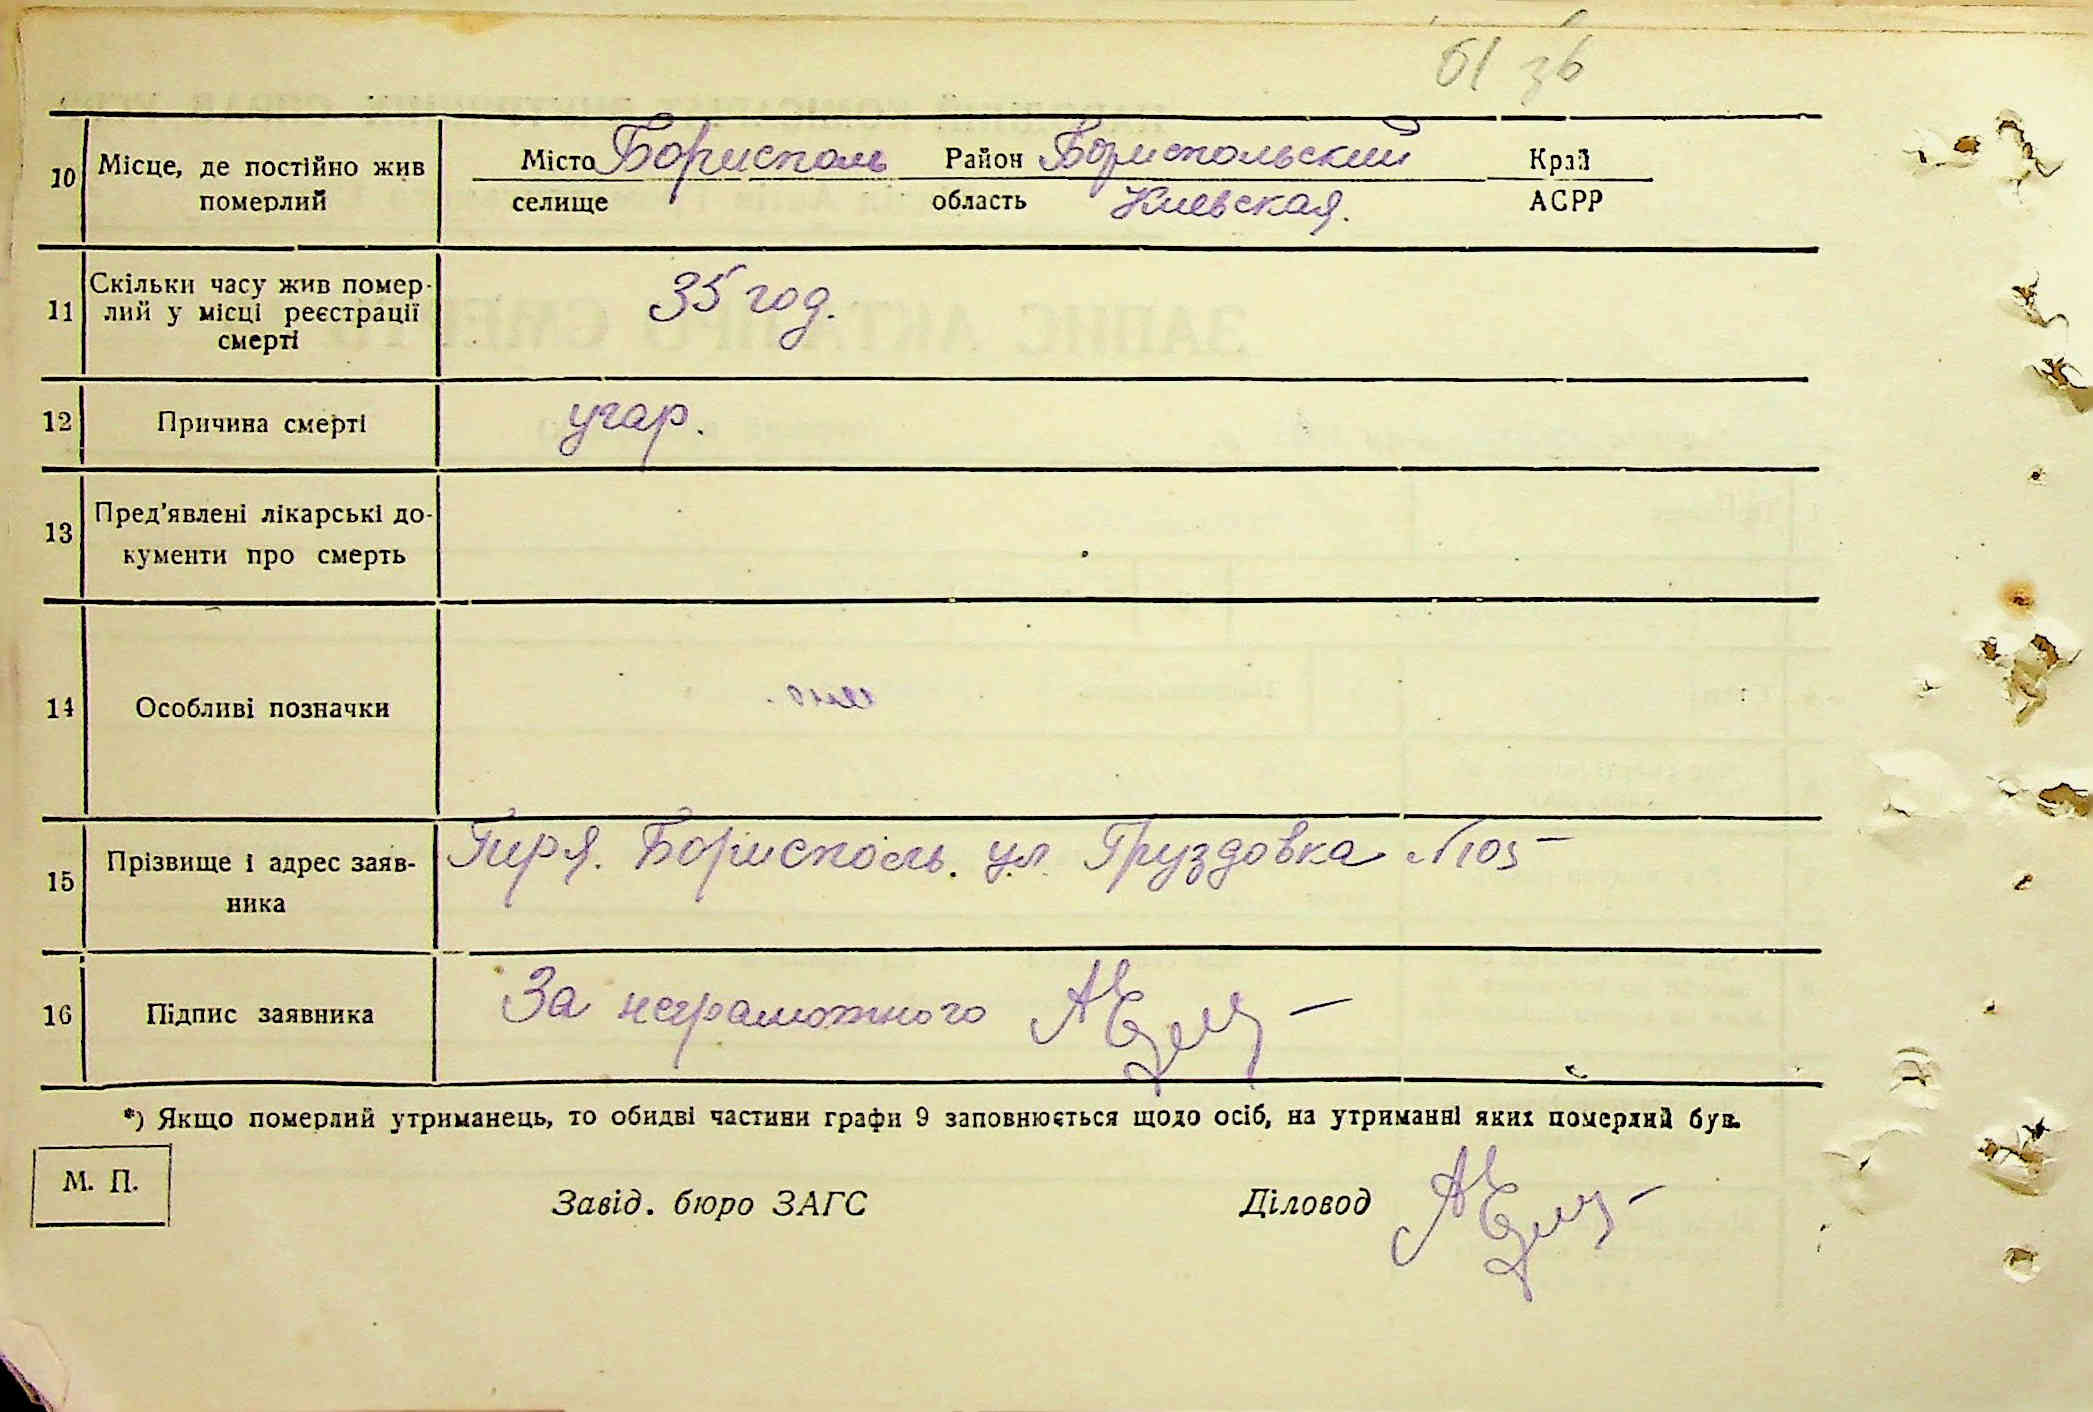 61 зв
10 Місце, де постійно жив померлий Місто Борисполь Район Бориспольский Край
селище область Киевская. АСРР
11 Скільки часу жив помер-
лий у місці реєстрації
смерті 35 год.
12 Причина смерті угар.
13 Пред'явлені лікарські до-
кументи про смерть
14 Особливі позначки
15 Прізвище і адрес заяв-
ника Гиря. Борисполь. ул. Груздовка №105
16 Підпис заявника За неграмотного
*) Якщо померлий утриманець, то обидві частини графи 9 заповнюється щодо осіб, на утриманні яких померлий був.
М. П.
Завід. бюро ЗАГС Діловод